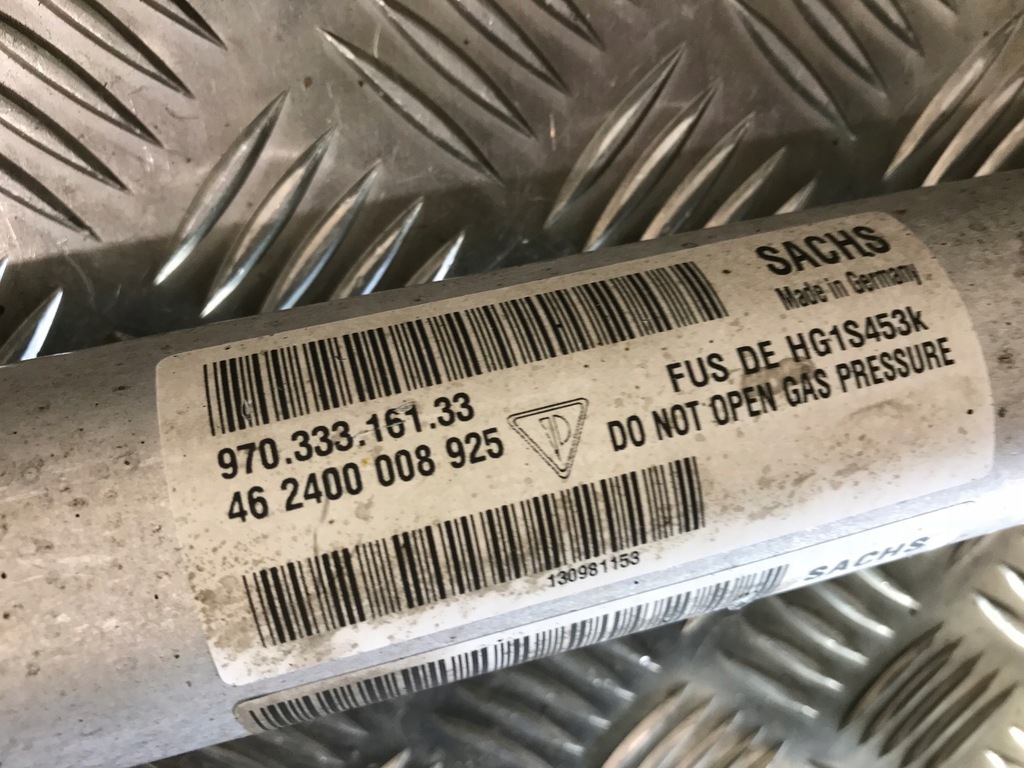 SACHS
Made in Germany
970.333.161.33
FUS DE HG1S453k
46 2400 008 925
DO NOT OPEN GAS PRESSURE
130981153
SACHS